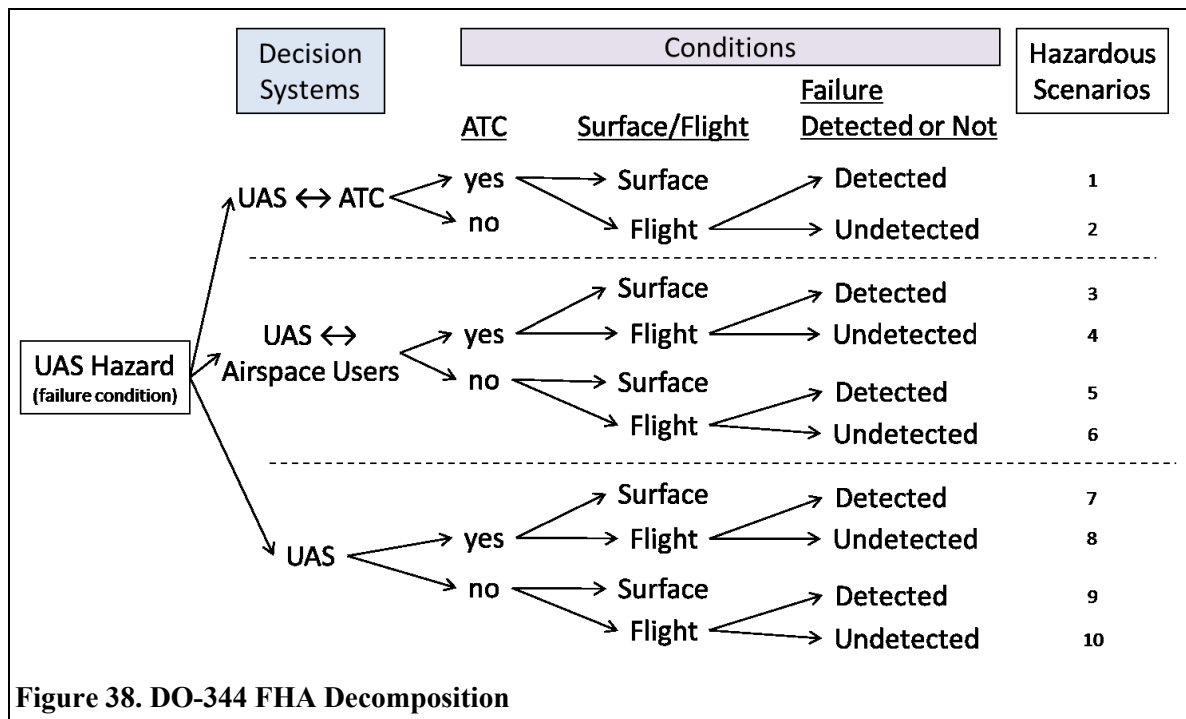 Decision
Systems
Conditions
Hazardous
Scenarios
ATC
Surface/Flight
Failure
Detected or Not
UAS ↔ ATC
yes
no
Surface
Flight
Detected
Undetected
1
2
UAS ↔
Airspace Users
yes
no
Surface
Flight
Surface
Flight
Detected
Undetected
Detected
Undetected
3
4
5
6
UAS Hazard
(failure condition)
UAS
yes
no
Surface
Flight
Surface
Flight
Detected
Undetected
Detected
Undetected
7
8
9
10
Figure 38. DO-344 FHA Decomposition